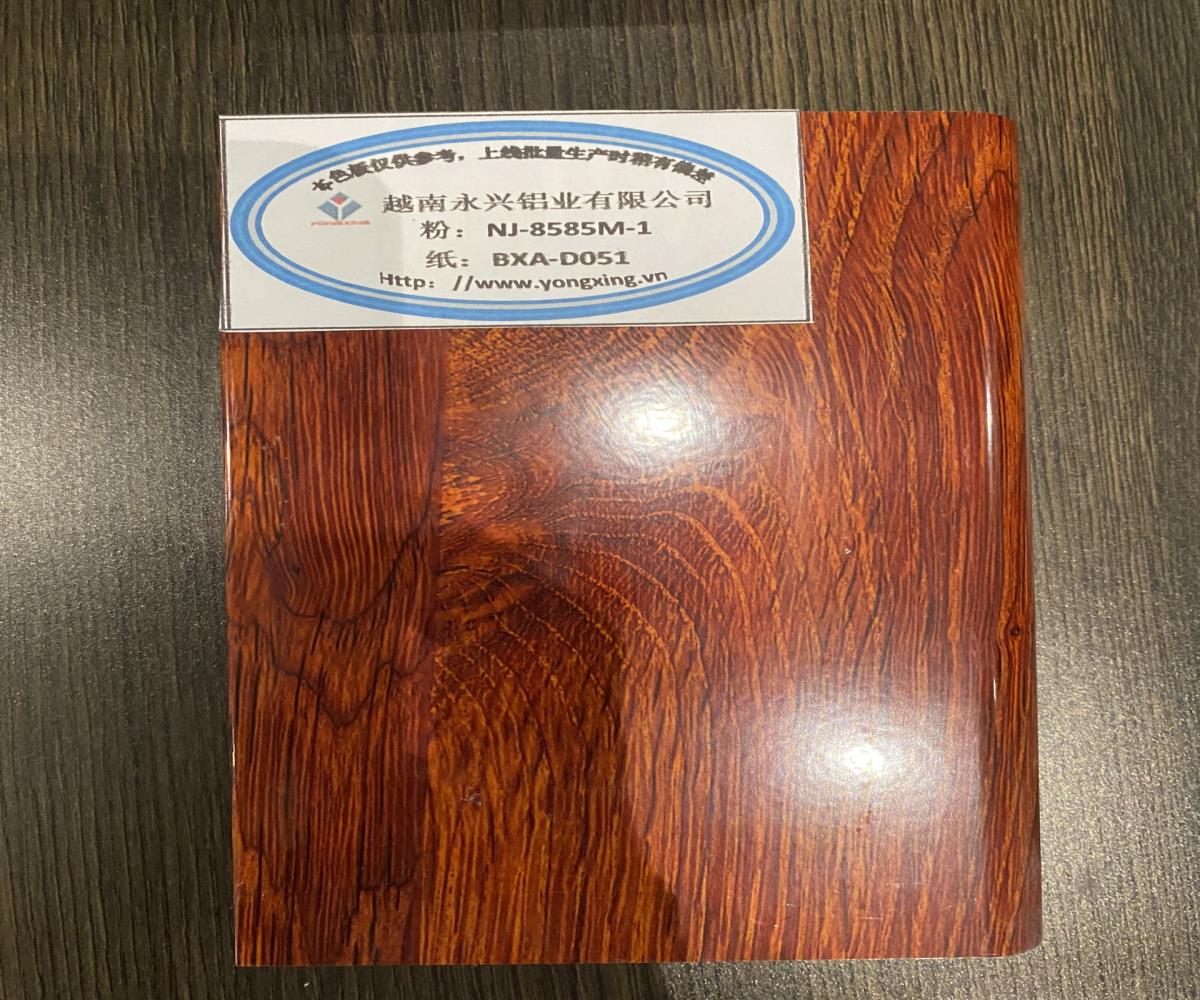 本色版仅供参考，上线批量生产时稍有偏差
越南永兴铝业有限公司
YONGXING
粉：NJ-8585M-1
纸：BXA-D051
Http：//www.yongxing.vn